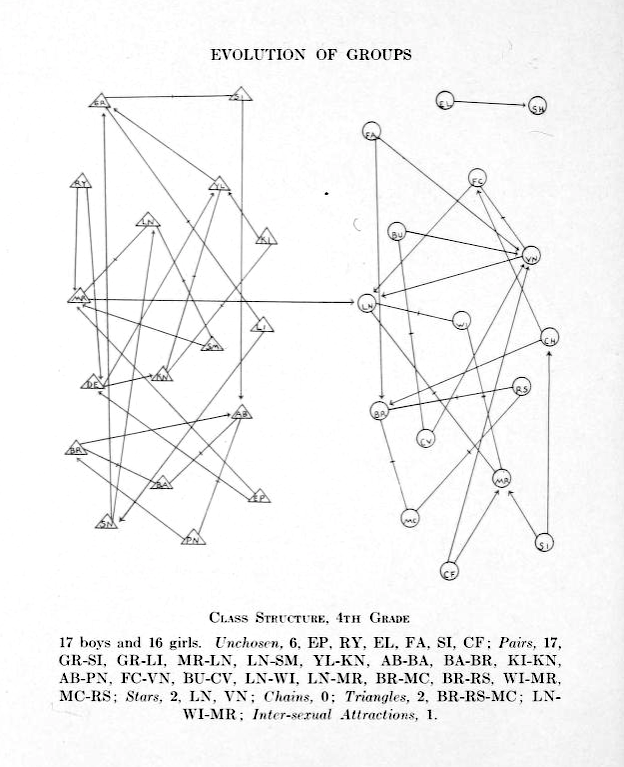 EVOLUTION OF GROUPS
GR SI EL SH
FA
RY YL FC
LN BU
KI VN
MR LN WI
LI CH
SM
DE KN RS
BR AB
BR CV
BA MR
EP
SN MC
PN SI
CF
CLASS STRUCTURE, 4TH GRADE
17 boys and 16 girls. Unchosen, 6, EP, RY, EL, FA, SI, CF; Pairs, 17,
GR-SI, GR-LI, MR-LN, LN-SM, YL-KN, AB-BA, BA-BR, KI-KN,
AB-PN, FC-VN, BU-CV, LN-WI, LN-MR, BR-MC, BR-RS, WI-MR,
MC-RS; Stars, 2, LN, VN; Chains, 0; Triangles, 2, BR-RS-MC; LN-
WI-MR; Inter-sexual Attractions, 1.